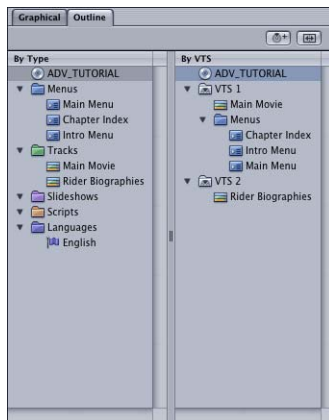 Graphical Outline
By Type
ADV_TUTORIAL
Menus
Main Menu
Chapter Index
Intro Menu
Tracks
Main Movie
Rider Biographies
Slideshows
Scripts
Languages
English
By VTS
ADV_TUTORIAL
VTS 1
Main Movie
Menus
Chapter Index
Intro Menu
Main Menu
VTS 2
Rider Biographies